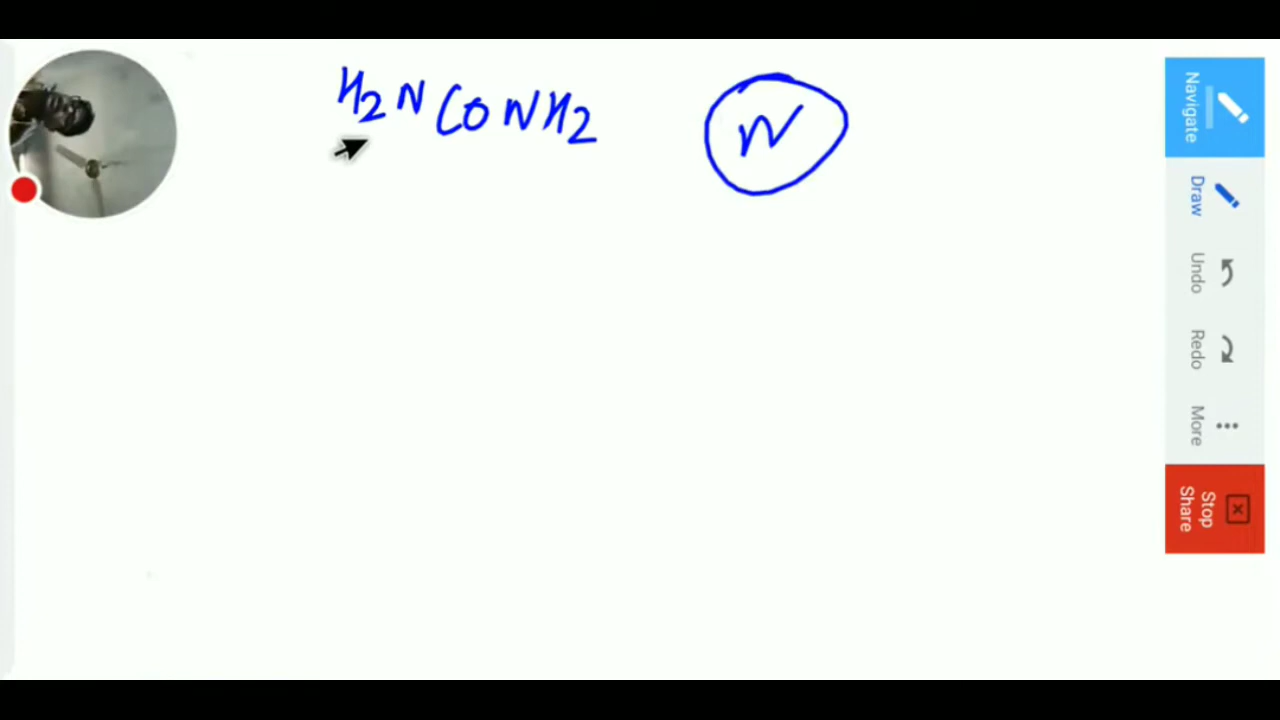 H2NCONH2 N
Navigate
Draw
Undo
Redo
More
Stop
Share